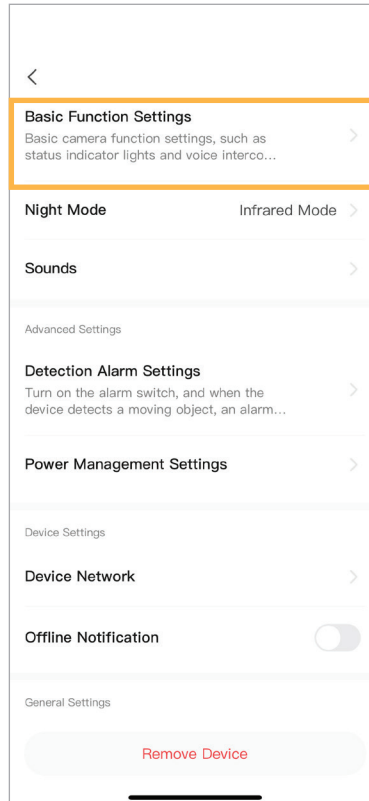 Basic Function Settings
Basic camera function settings, such as
status indicator lights and voice interco...
Night Mode Infrared Mode
Sounds
Advanced Settings
Detection Alarm Settings
Turn on the alarm switch, and when the
device detects a moving object, an alarm...
Power Management Settings
Device Settings
Device Network
Offline Notification
General Settings
Remove Device